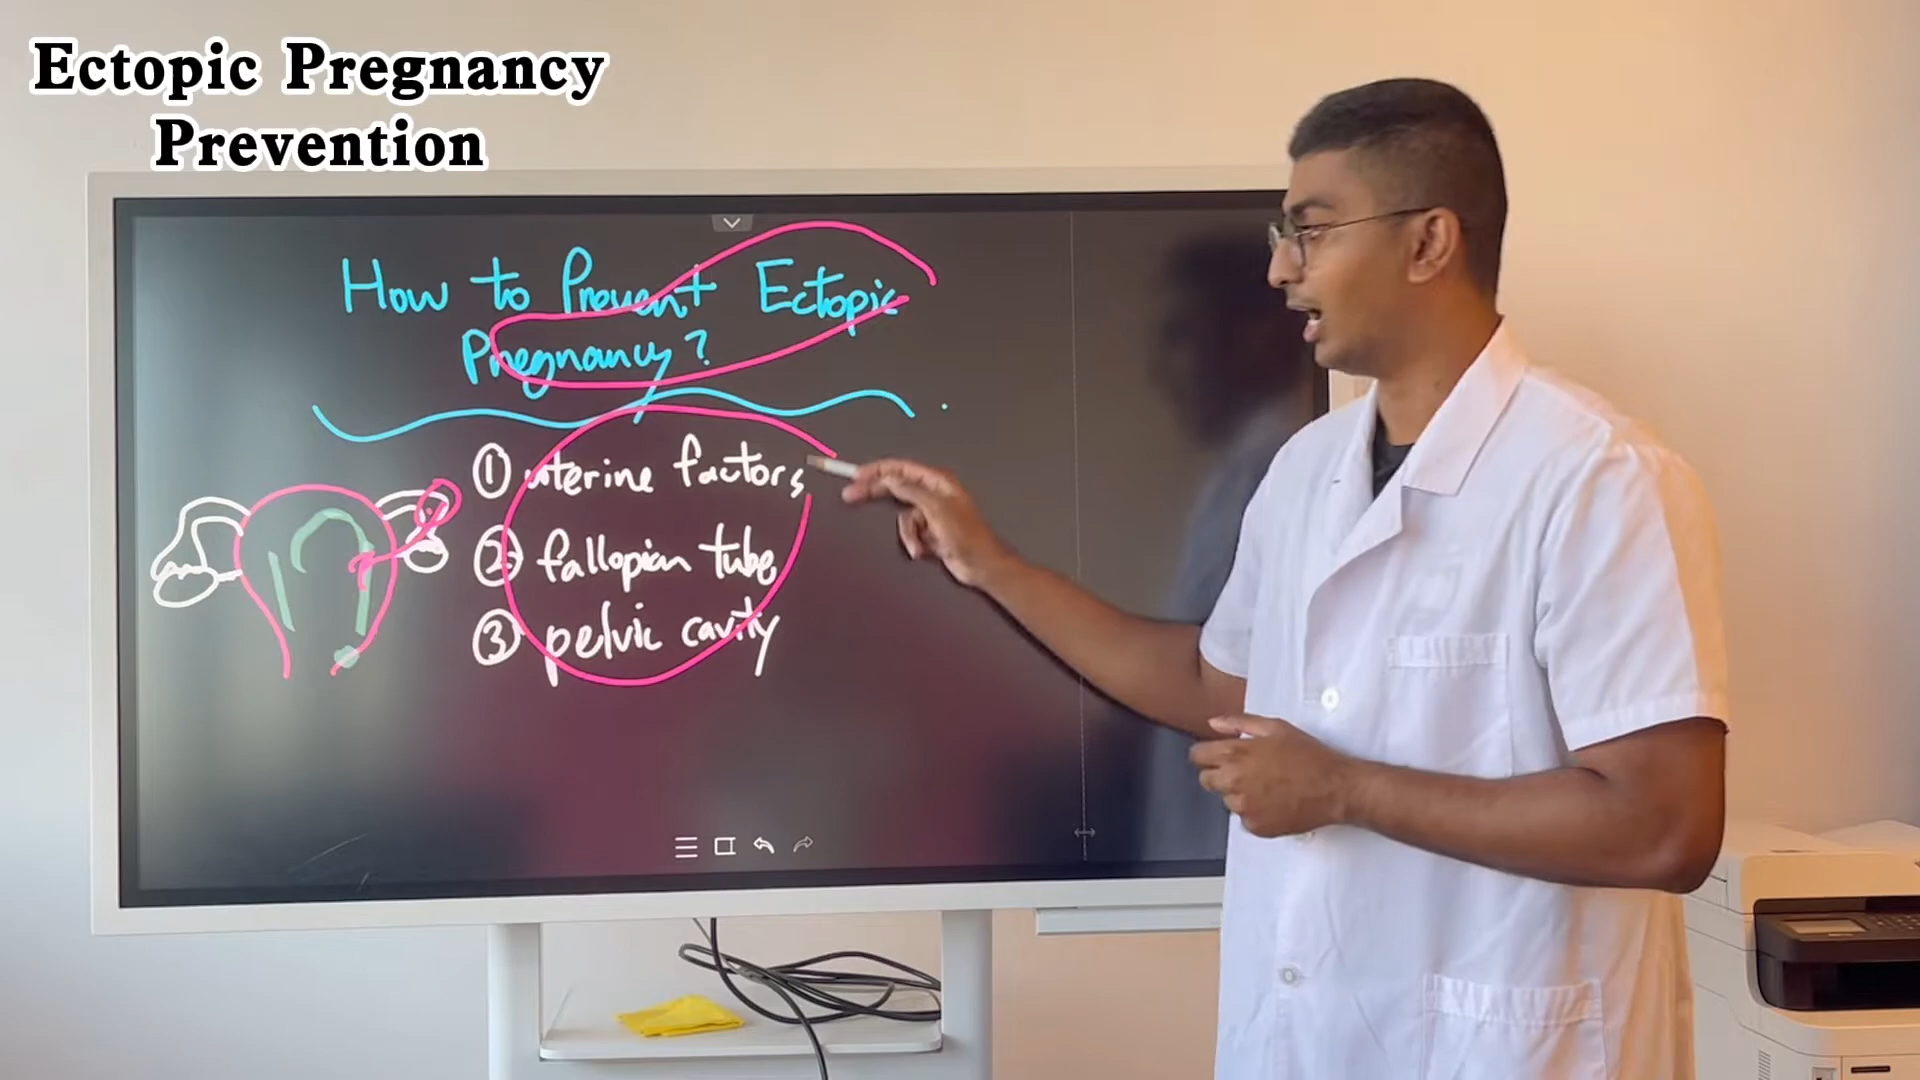 Ectopic Pregnancy
Prevention
How to Prevent Ectopic
Pregnancy?
① uterine factors
② fallopian tube
③ pelvic cavity